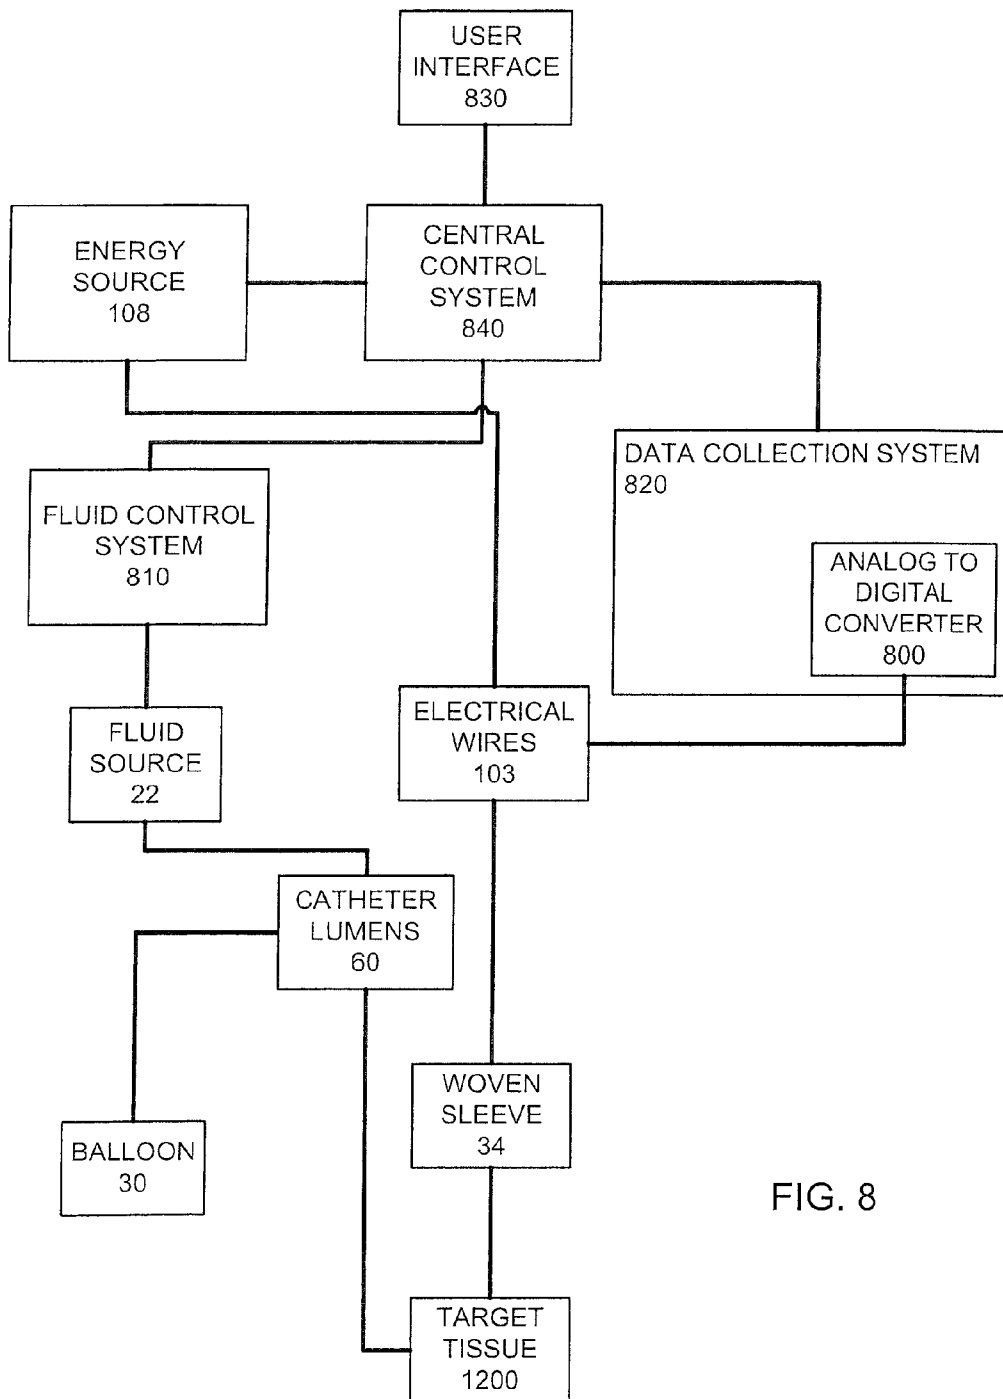 USER
INTERFACE
830
ENERGY
SOURCE
108
CENTRAL
CONTROL
SYSTEM
840
DATA COLLECTION SYSTEM
820
FLUID CONTROL
SYSTEM
810
ANALOG TO
DIGITAL
CONVERTER
800
FLUID
SOURCE
22
ELECTRICAL
WIRES
103
CATHETER
LUMENS
60
WOVEN
SLEEVE
34
BALLOON
30
FIG. 8
TARGET
TISSUE
1200